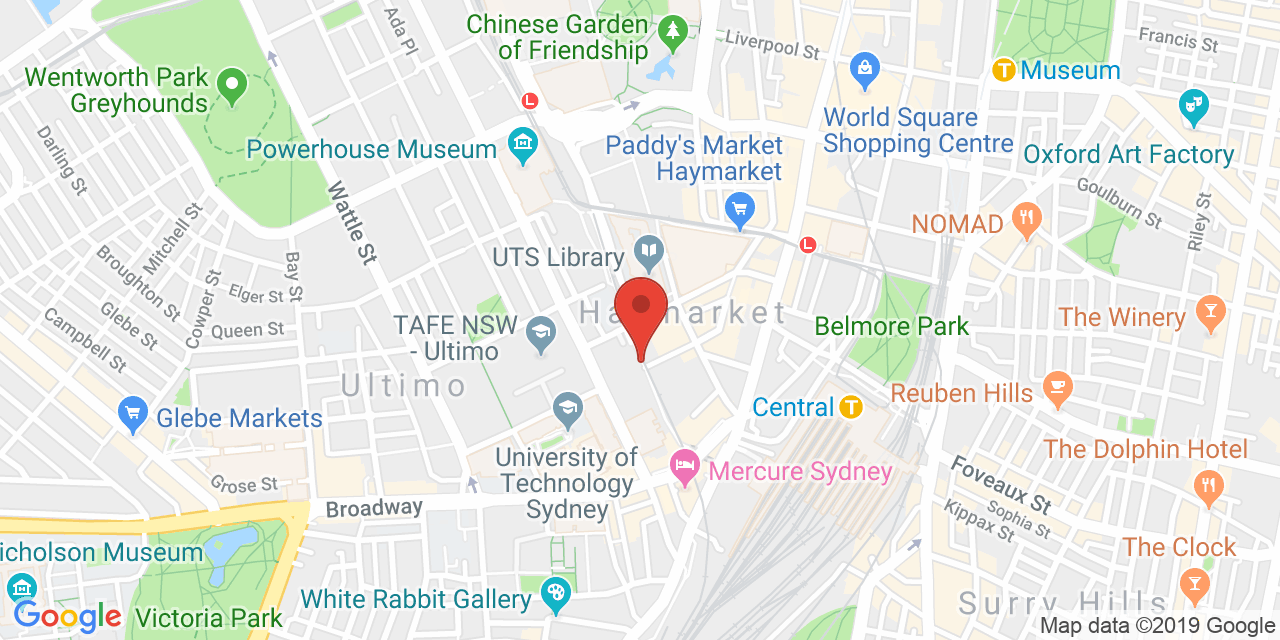 Chinese Garden
of Friendship
Ada Pl
Liverpool St
Francis St
Wentworth Park
Greyhounds
T
Museum
World Square
Shopping Centre
L
Darling St
Powerhouse Museum
Paddy's Market
Haymarket
Oxford Art Factory
Goulburn St
Riley St
Wattle St
Mitchell St
NOMAD
L
UTS Library
Broughton St
Bay St
Elger St
Cowper St
Glebe St
Queen St
Campbell St
TAFE NSW
- Ultimo
Belmore Park
The Winery
Ultimo
Reuben Hills
Central
T
Glebe Markets
The Dolphin Hotel
University of
Technology
Sydney
Mercure Sydney
Foveaux St
Grose St
Broadway
Kippax St
Sophia St
The Clock
White Rabbit Gallery
Surry Hills
Google
Victoria Park
Map data ©2019 Google